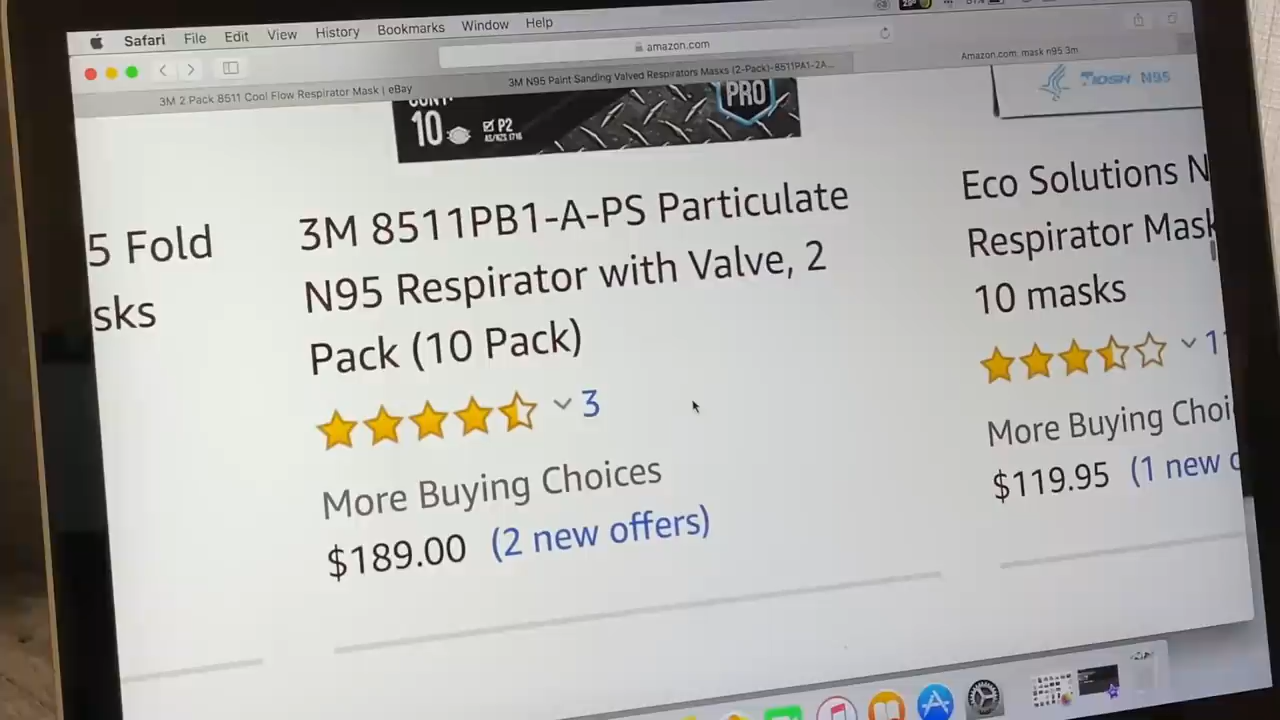 Safari File Edit View History Bookmarks Window Help
amazon.com
3M 2 Pack 8511 Cool Flow Respirator Mask | eBay
3M N95 Paint Sanding Valved Respirators Masks (2-Pack)-8511PA1-2A...
Amazon.com: mask n95 3m
10
P2
PRO
N95
5 Fold
sks
3M 8511PB1-A-PS Particulate
N95 Respirator with Valve, 2
Pack (10 Pack)
3
More Buying Choices
$189.00 (2 new offers)
Eco Solutions N
Respirator Mask
10 masks
More Buying Choi
$119.95 (1 new